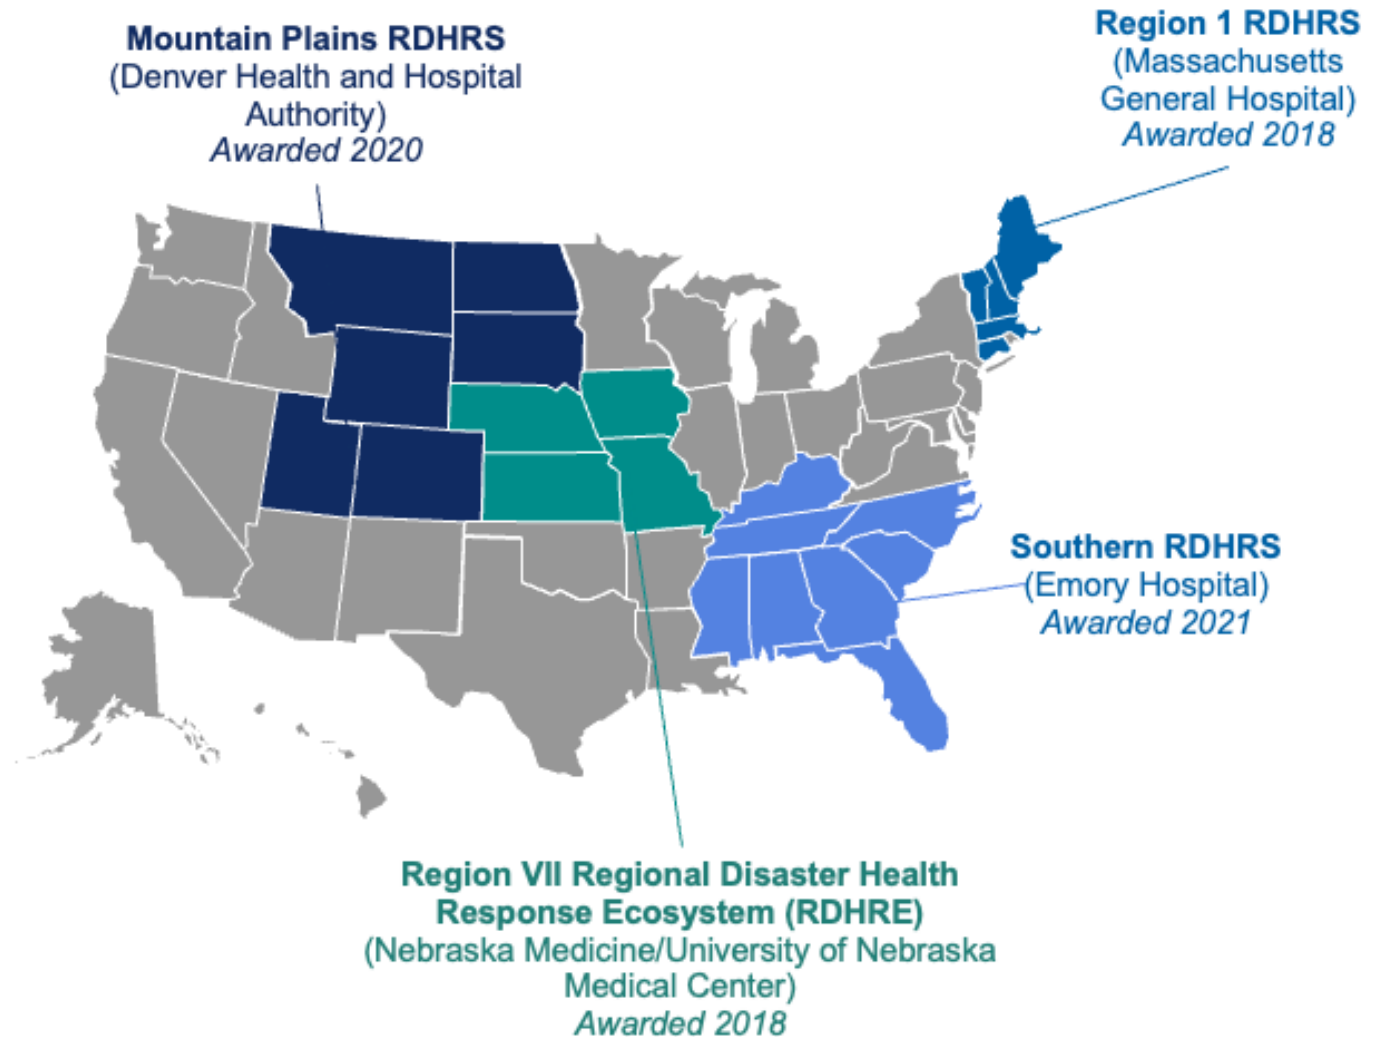 Mountain Plains RDHRS
(Denver Health and Hospital
Authority)
Awarded 2020
Region 1 RDHRS
(Massachusetts
General Hospital)
Awarded 2018
Southern RDHRS
(Emory Hospital)
Awarded 2021
Region VII Regional Disaster Health
Response Ecosystem (RDHRE)
(Nebraska Medicine/University of Nebraska
Medical Center)
Awarded 2018